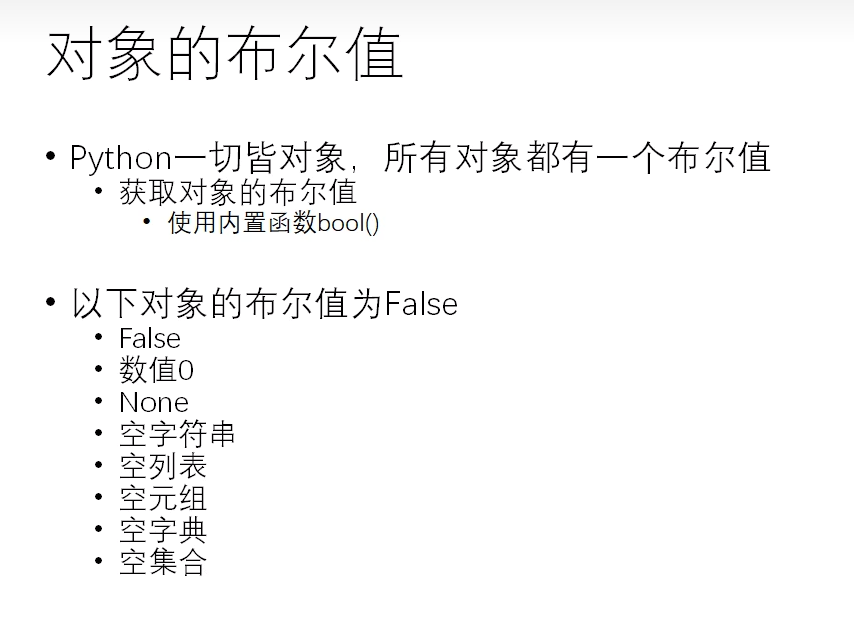 对象的布尔值
• Python一切皆对象，所有对象都有一个布尔值
• 获取对象的布尔值
• 使用内置函数bool()
• 以下对象的布尔值为False
• False
• 数值0
• None
• 空字符串
• 空列表
• 空元组
• 空字典
• 空集合